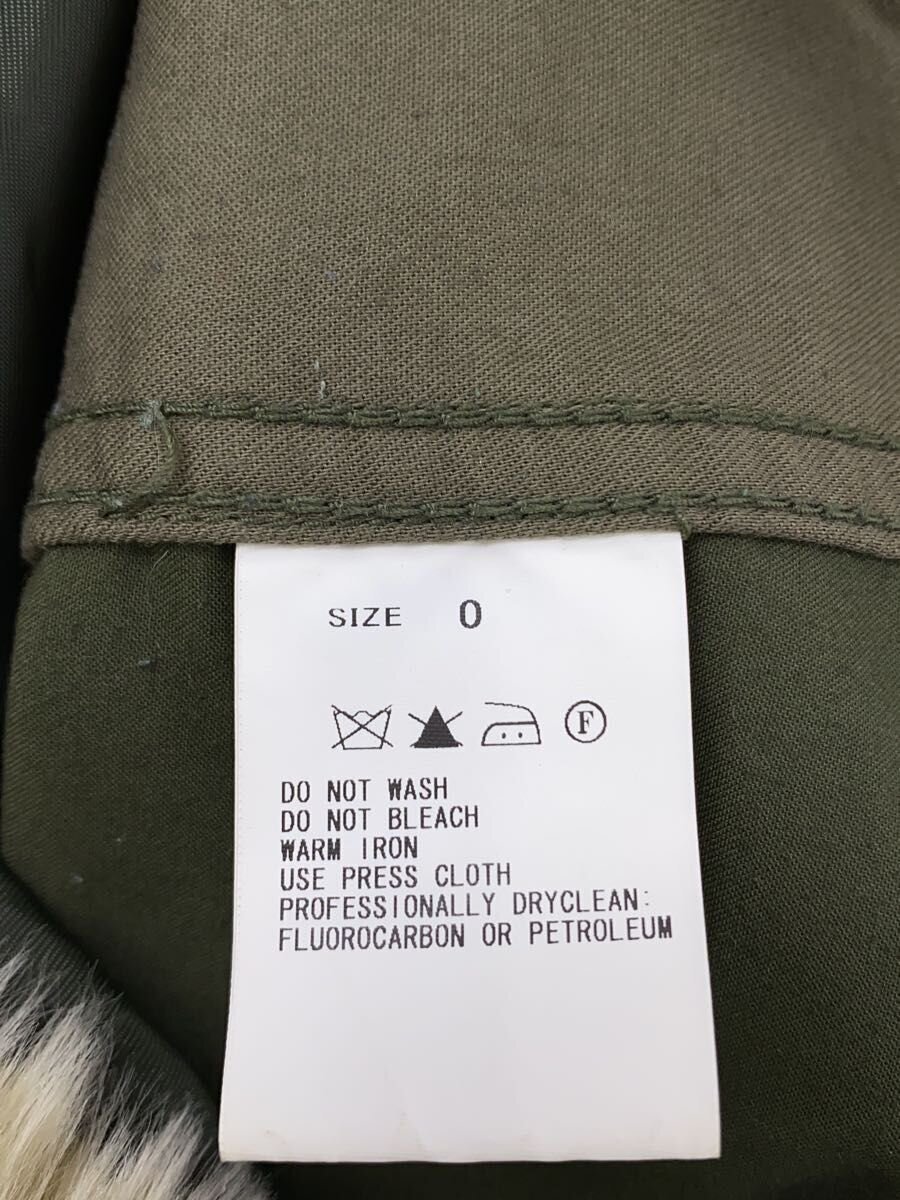 SIZE 0
F
DO NOT WASH
DO NOT BLEACH
WARM IRON
USE PRESS CLOTH
PROFESSIONALLY DRYCLEAN:
FLUOROCARBON OR PETROLEUM